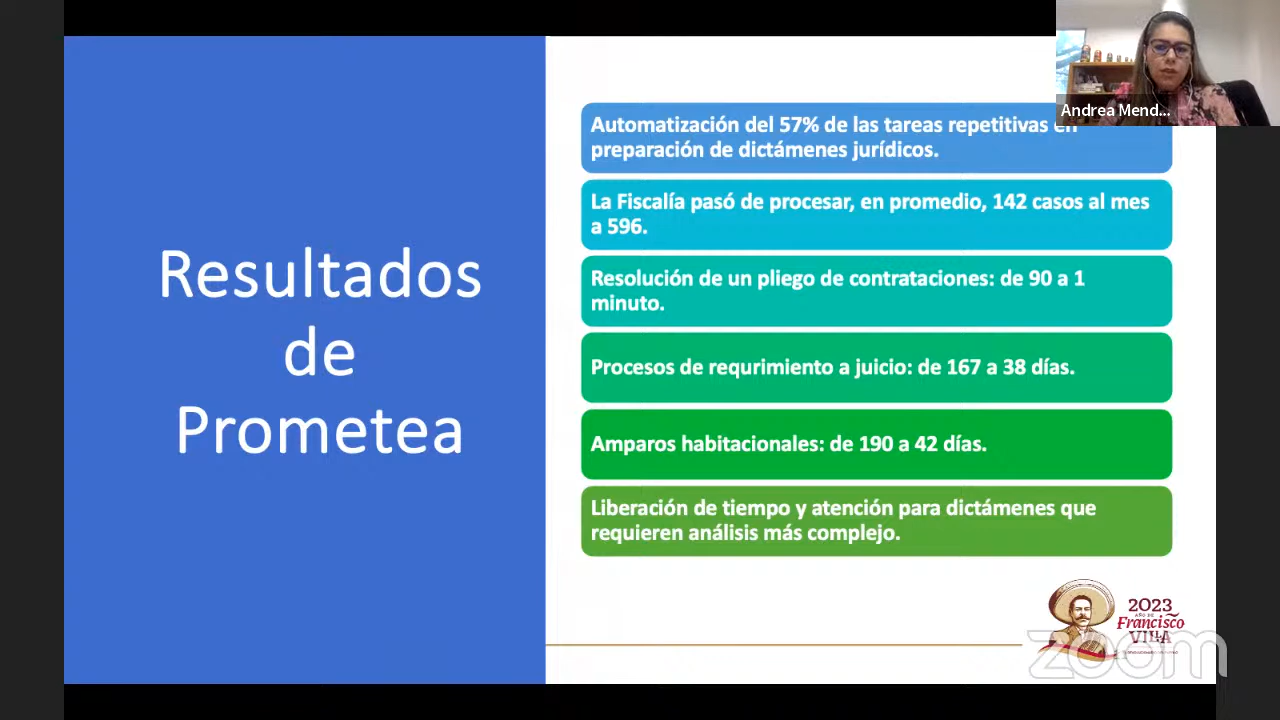 Andrea Mend...
Resultados
de
Prometea
Automatización del 57% de las tareas repetitivas en
preparación de dictámenes jurídicos.
La Fiscalía pasó de procesar, en promedio, 142 casos al mes
a 596.
Resolución de un pliego de contrataciones: de 90 a 1
minuto.
Procesos de requrimiento a juicio: de 167 a 38 días.
Amparos habitacionales: de 190 a 42 días.
Liberación de tiempo y atención para dictámenes que
requieren análisis más complejo.
2023
AÑO DE
Francisco
VILLA
zoom